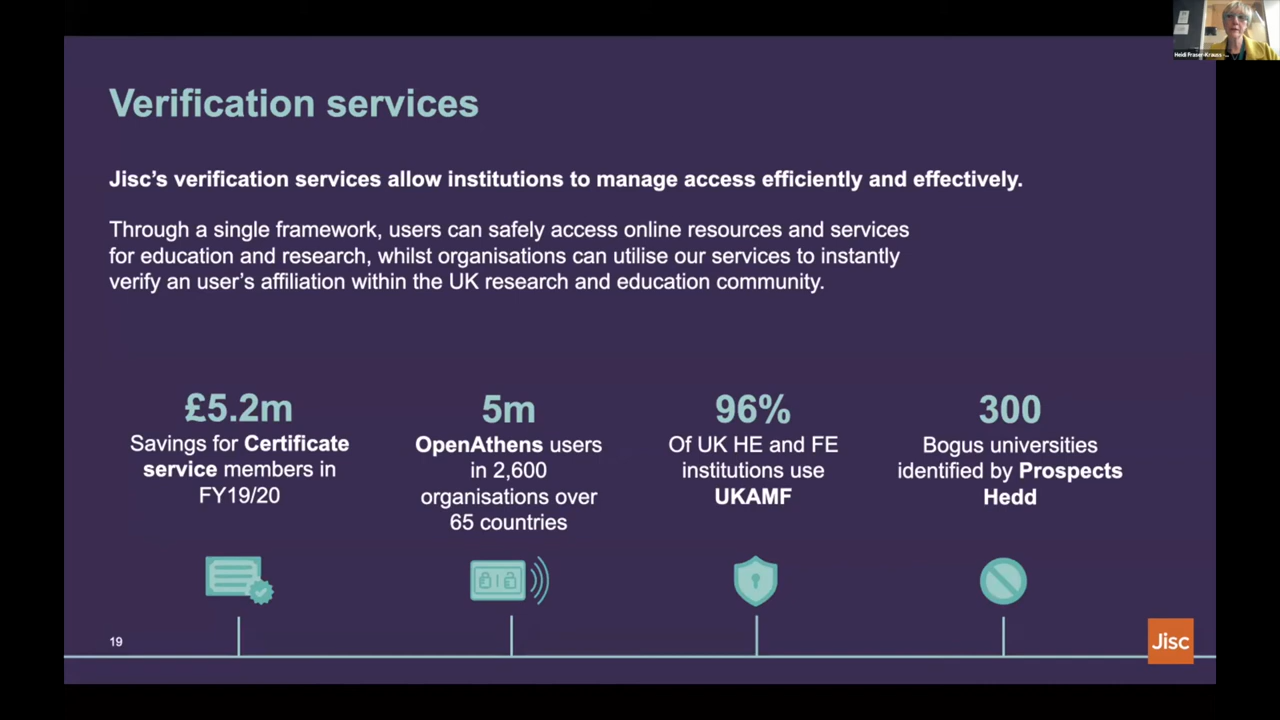 Heidi Fraser-Krauss
Verification services
Jisc’s verification services allow institutions to manage access efficiently and effectively.
Through a single framework, users can safely access online resources and services
for education and research, whilst organisations can utilise our services to instantly
verify an user’s affiliation within the UK research and education community.
£5.2m
Savings for Certificate
service members in
FY19/20
5m
OpenAthens users
in 2,600
organisations over
65 countries
96%
Of UK HE and FE
institutions use
UKAMF
300
Bogus universities
identified by Prospects
Hedd
19
Jisc